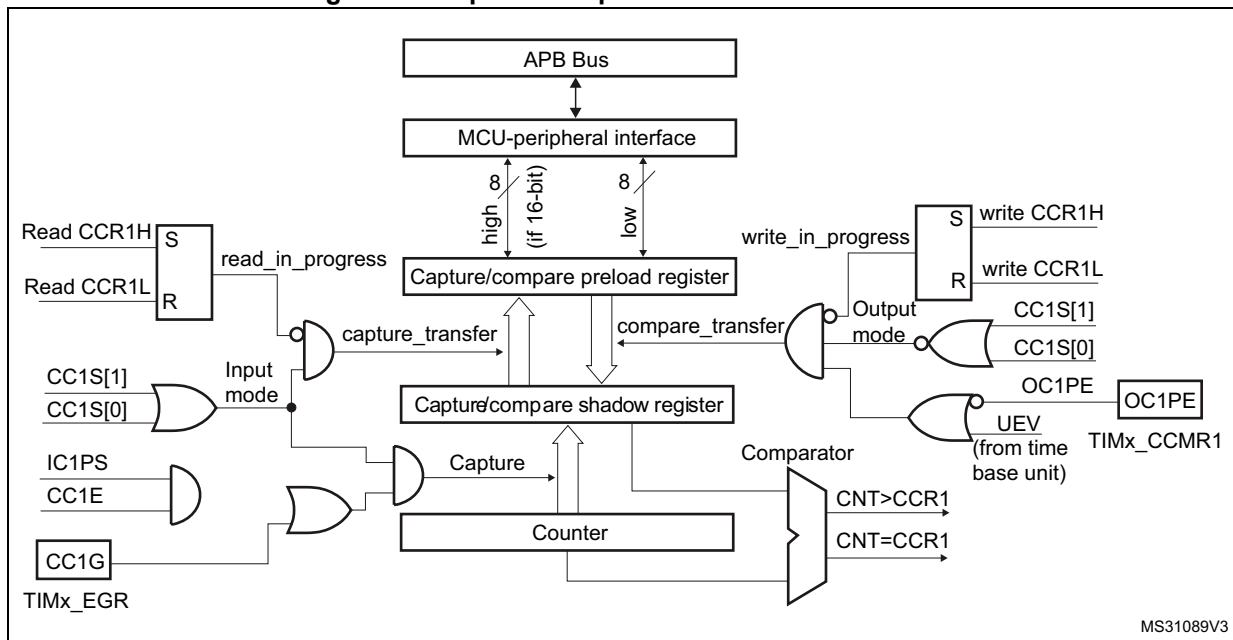 APB Bus
MCU-peripheral interface
8
high
(if 16-bit)
8
low
Read CCR1H
S
Read CCR1L
R
read_in_progress
write_in_progress
S
write CCR1H
R
write CCR1L
Capture/compare preload register
capture_transfer
compare_transfer
Output
mode
CC1S[1]
CC1S[0]
CC1S[1]
CC1S[0]
Input
mode
Capture/compare shadow register
OC1PE
OC1PE
UEV
(from time
base unit)
TIMx_CCMR1
IC1PS
CC1E
Capture
Comparator
CNT>CCR1
CNT=CCR1
Counter
CC1G
TIMx_EGR
MS31089V3